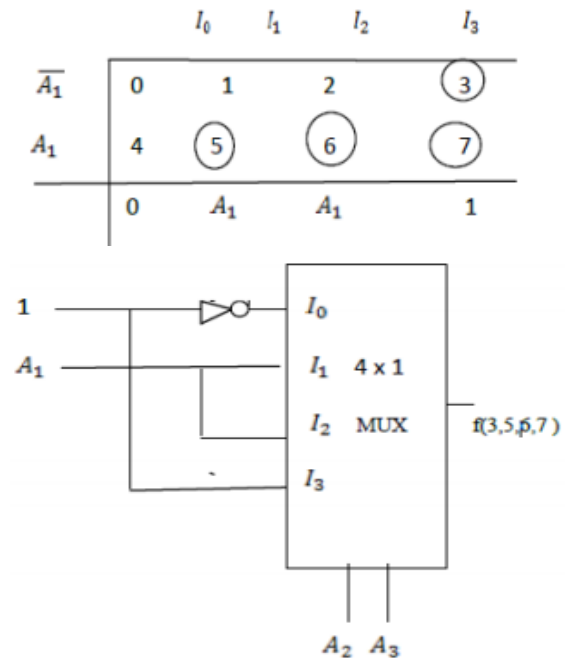 I₀ I₁ I₂ I₃
A̅₁ 0 1 2 3
A₁ 4 5 6 7
0 A₁ A₁ 1
1 I₀
A₁ I₁ 4 x 1
I₂ MUX f(3,5,6,7 )
I₃
A₂ A₃